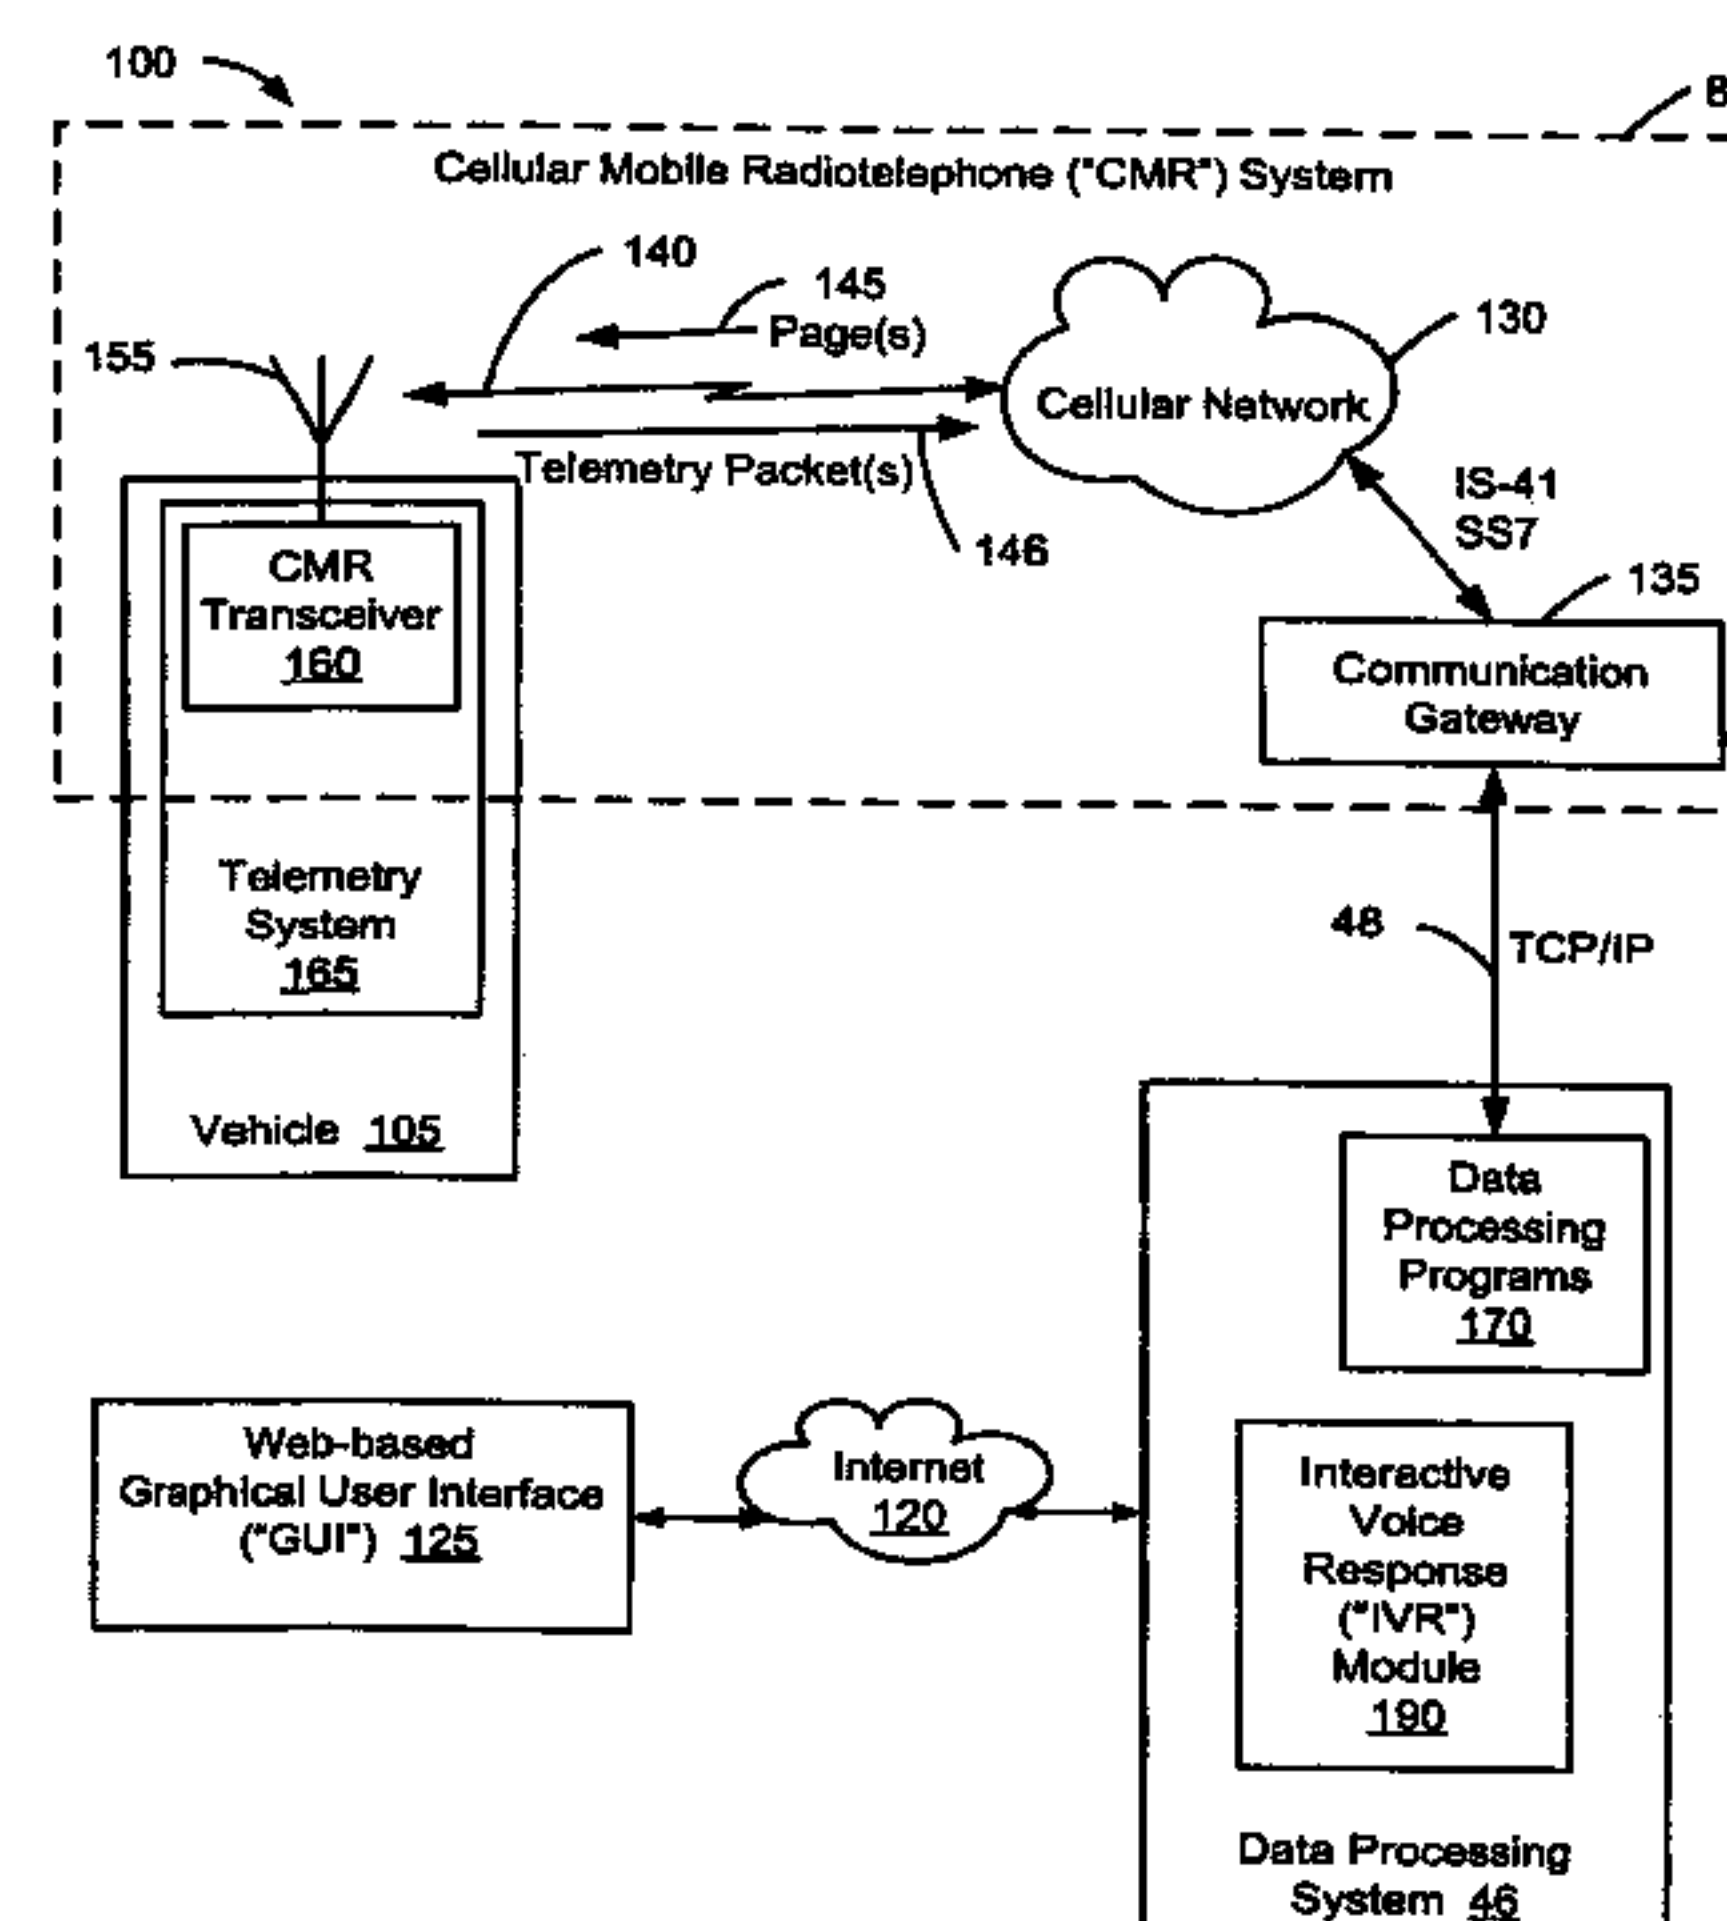 100
8
Cellular Mobile Radiotelephone ("CMR") System
140
145
Page(s)
130
155
Cellular Network
Telemetry Packet(s)
146
IS-41
SS7
135
CMR
Transceiver
160
Communication
Gateway
Telemetry
System
165
48
TCP/IP
Vehicle 105
Data
Processing
Programs
170
Web-based
Graphical User Interface
("GUI") 125
Internet
120
Interactive
Voice
Response
("IVR")
Module
190
Data Processing
System 46